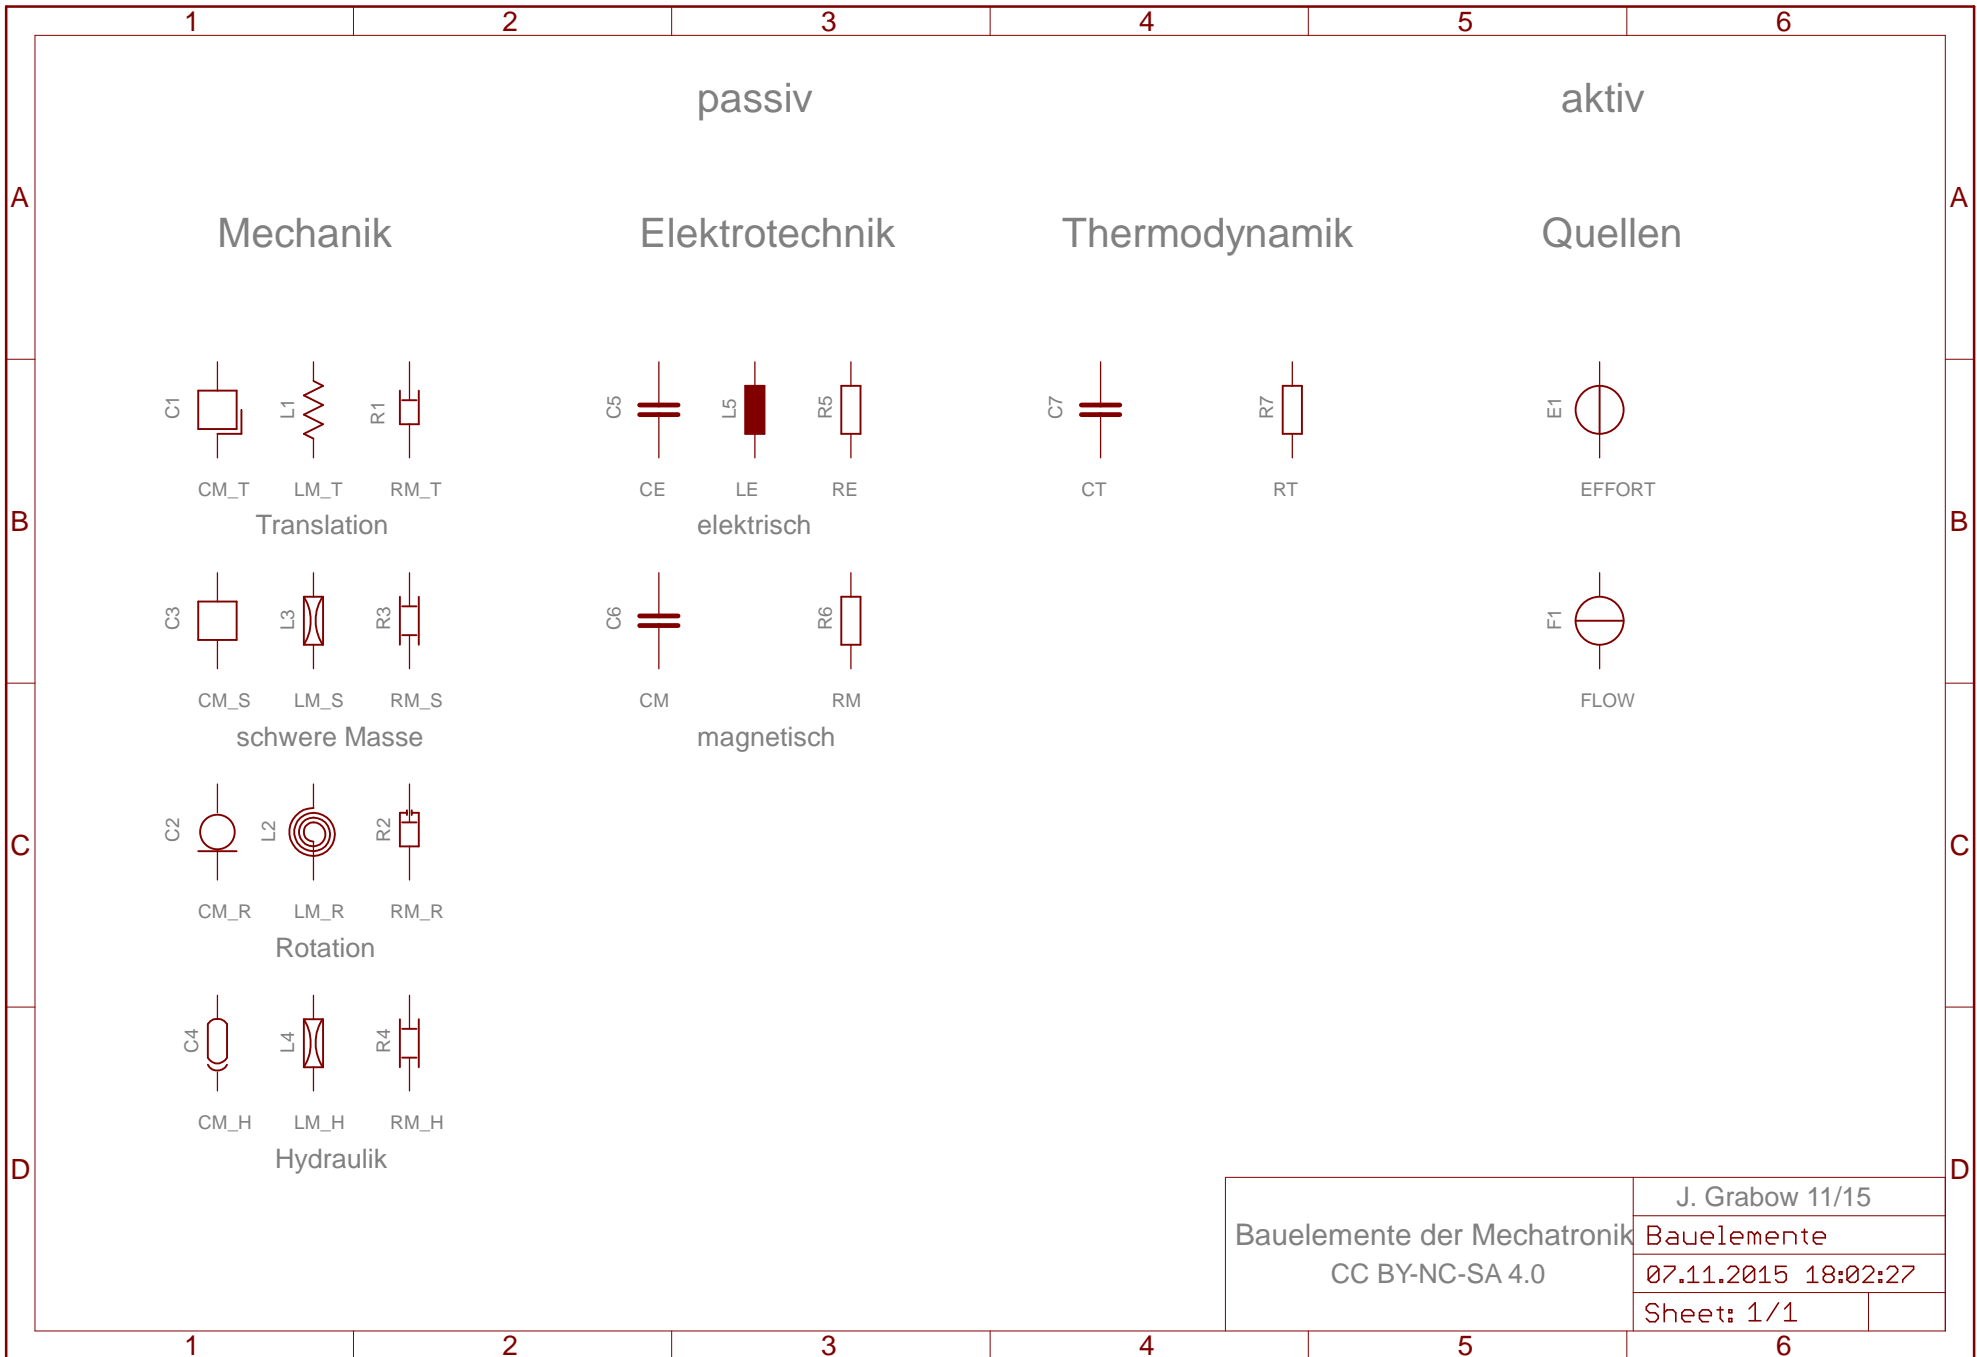 1 2 3 4 5 6
passiv aktiv
A A
Mechanik Elektrotechnik Thermodynamik Quellen
C1 L1 R1 C5 L5 R5 C7 R7 E1
CM_T LM_T RM_T CE LE RE CT RT EFFORT
B B
Translation elektrisch
C3 L3 R3 C6 R6 F1
CM_S LM_S RM_S CM RM FLOW
schwere Masse magnetisch
C2 L2 R2
C C
CM_R LM_R RM_R
Rotation
C4 L4 R4
CM_H LM_H RM_H
Hydraulik
D D
J. Grabow 11/15
Bauelemente der Mechatronik
Bauelemente
CC BY-NC-SA 4.0
07.11.2015 18:02:27
Sheet: 1/1
1 2 3 4 5 6